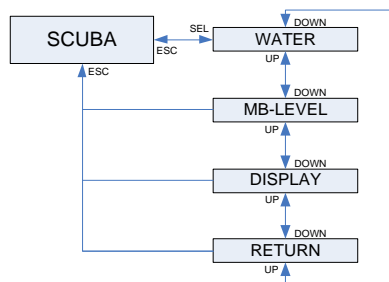 DOWN
SEL
SCUBA
WATER
ESC
UP
ESC
DOWN
MB-LEVEL
UP
DOWN
DISPLAY
UP
DOWN
RETURN
UP